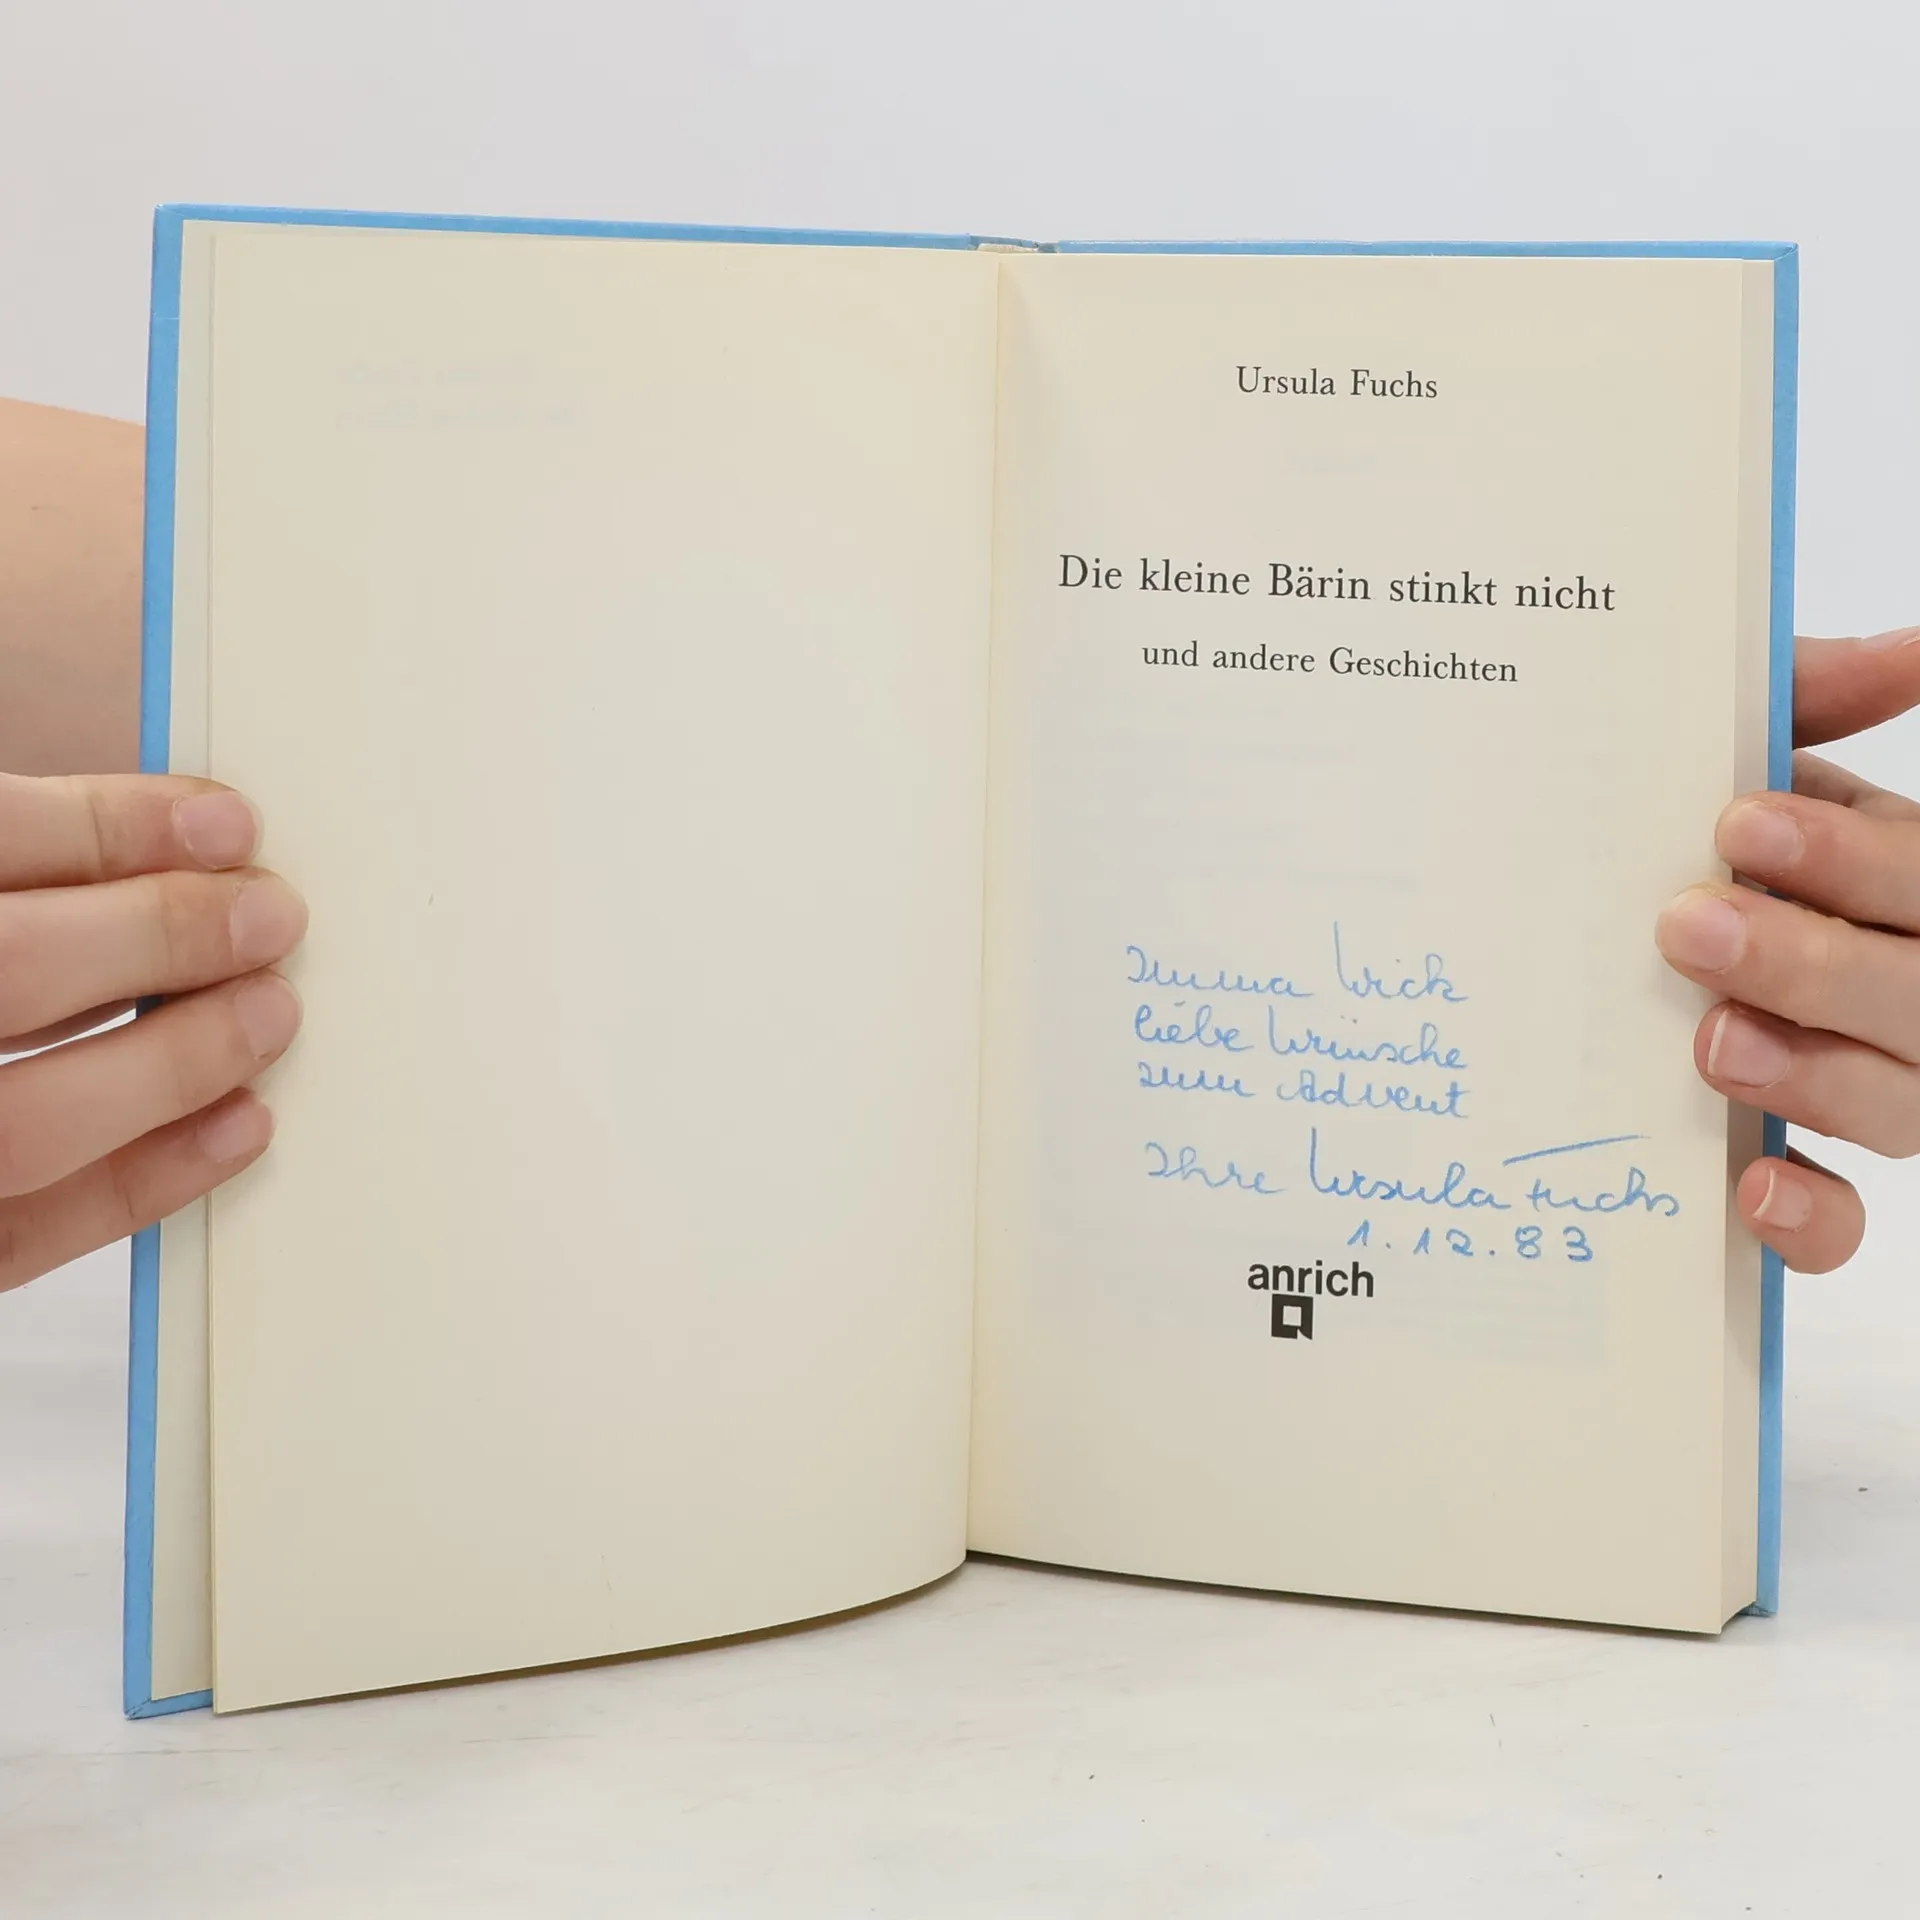 Ursula Fuchs
Die kleine Bärin stinkt nicht
und andere Geschichten
Imma Wick
liebe Wünsche
zum Advent
Ihre Ursula Fuchs
1.12.83
anrich